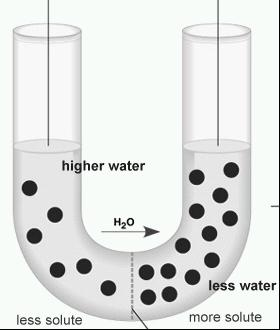 higher water
H₂O
less water
less solute
more solute